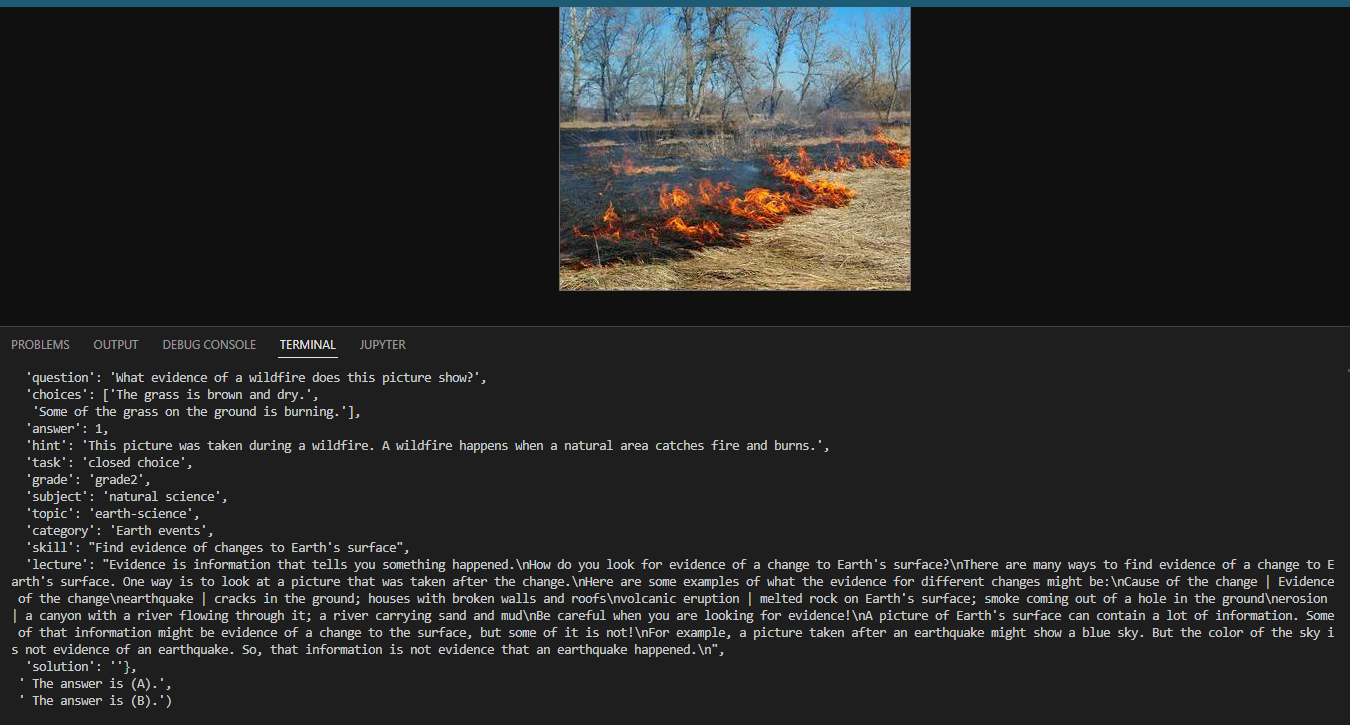 PROBLEMS OUTPUT DEBUG CONSOLE TERMINAL JUPYTER
'question': 'What evidence of a wildfire does this picture show?',
'choices': ['The grass is brown and dry.',
'Some of the grass on the ground is burning.'],
'answer': 1,
'hint': 'This picture was taken during a wildfire. A wildfire happens when a natural area catches fire and burns.',
'task': 'closed choice',
'grade': 'grade2',
'subject': 'natural science',
'topic': 'earth-science',
'category': 'Earth events',
'skill': "Find evidence of changes to Earth's surface",
'lecture': "Evidence is information that tells you something happened.\nHow do you look for evidence of a change to Earth's surface?\nThere are many ways to find evidence of a change to E
arth's surface. One way is to look at a picture that was taken after the change.\nHere are some examples of what the evidence for different changes might be:\nCause of the change | Evidence
of the change\nearthquake | cracks in the ground; houses with broken walls and roofs\nvolcanic eruption | melted rock on Earth's surface; smoke coming out of a hole in the ground\nerosion
| a canyon with a river flowing through it; a river carrying sand and mud\nBe careful when you are looking for evidence!\nA picture of Earth's surface can contain a lot of information. Some
of that information might be evidence of a change to the surface, but some of it is not!\nFor example, a picture taken after an earthquake might show a blue sky. But the color of the sky i
s not evidence of an earthquake. So, that information is not evidence that an earthquake happened.\n",
'solution': ''},
' The answer is (A).',
' The answer is (B).')